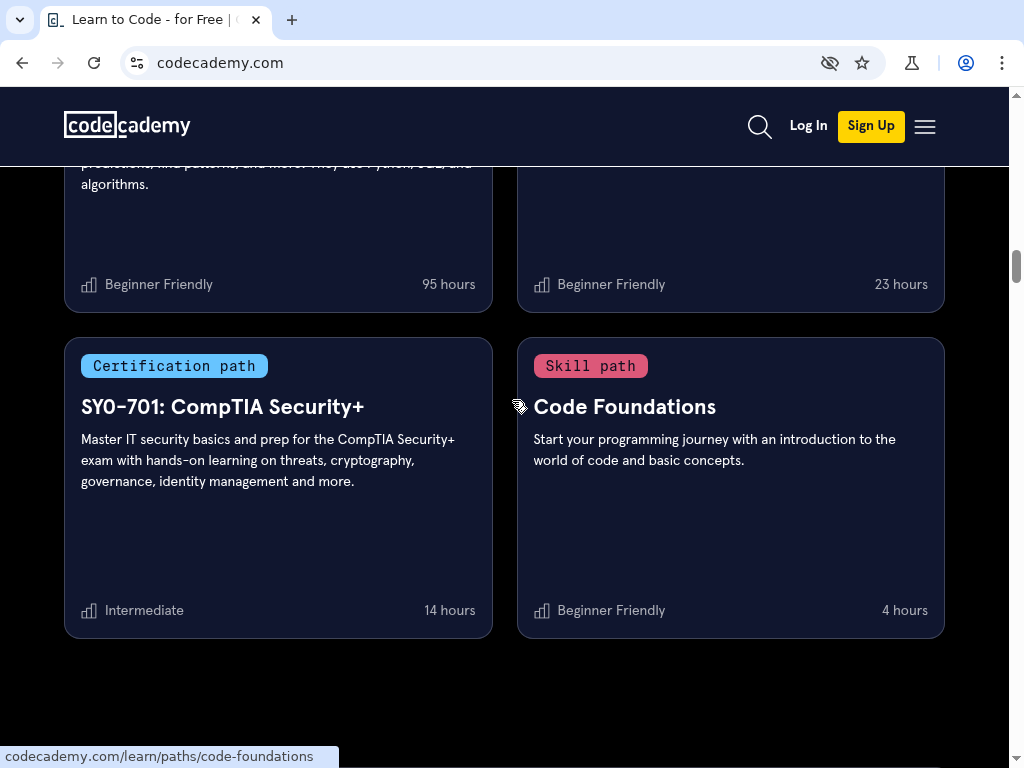 Learn to Code - for Free |
codecademy.com
codecademy
Log In
Sign Up
algorithms.
Beginner Friendly
95 hours
Beginner Friendly
23 hours
Certification path
SY0-701: CompTIA Security+
Master IT security basics and prep for the CompTIA Security+
exam with hands-on learning on threats, cryptography,
governance, identity management and more.
Intermediate
14 hours
Skill path
Code Foundations
Start your programming journey with an introduction to the
world of code and basic concepts.
Beginner Friendly
4 hours
codecademy.com/learn/paths/code-foundations